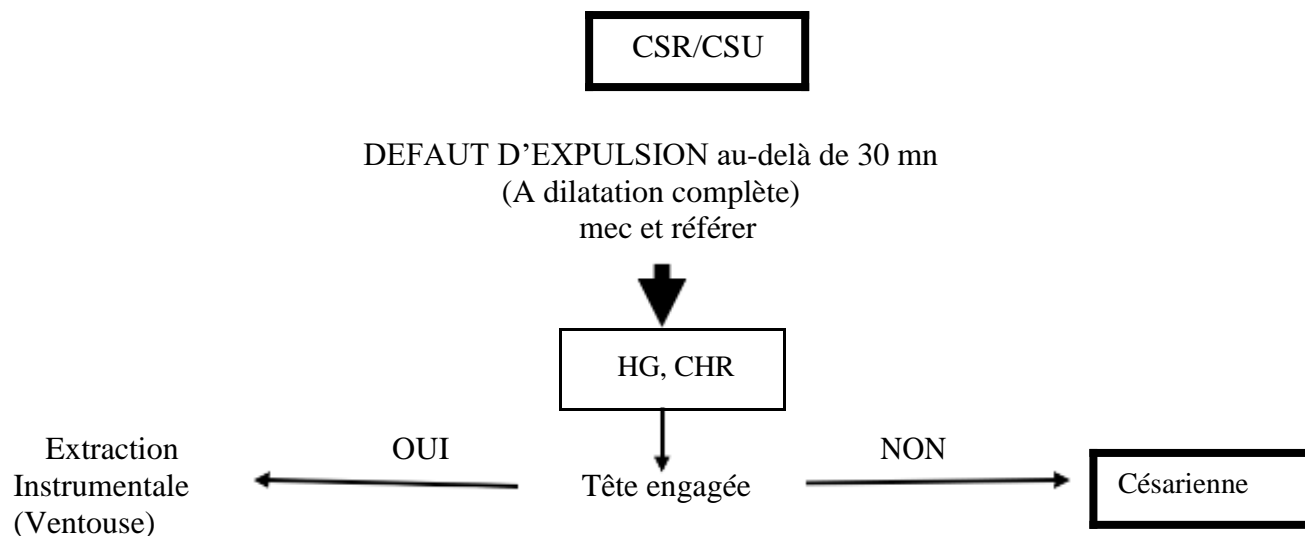 CSR/CSU
DEFAUT D’EXPULSION au-delà de 30 mn
(A dilatation complète)
mec et référer
HG, CHR
Extraction
Instrumentale
(Ventouse)
OUI
Tête engagée
NON
Césarienne